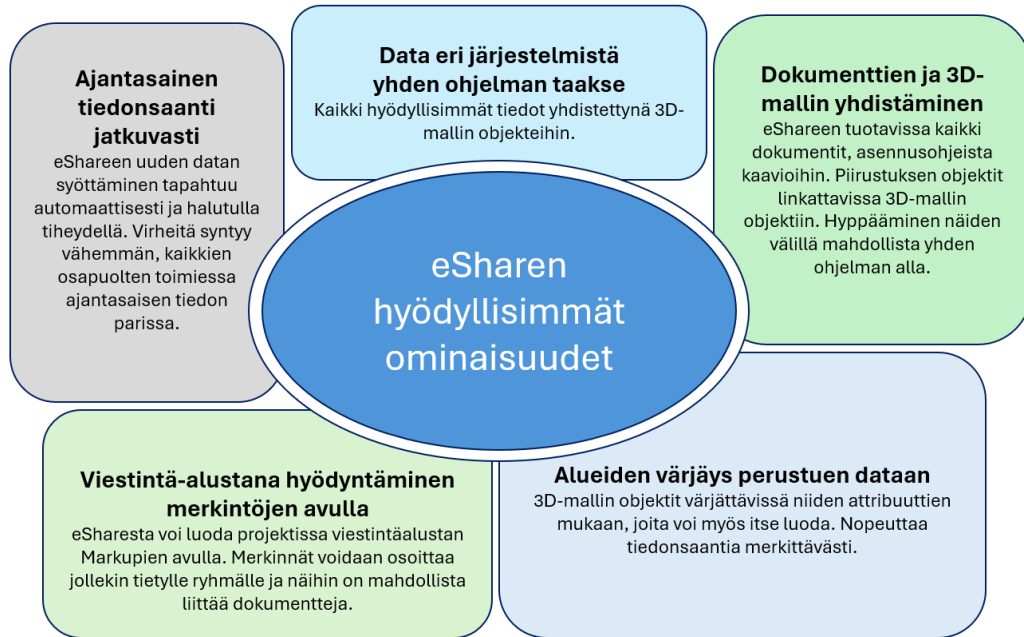 Ajantasainen
tiedonsaanti
jatkuvasti
eShareen uuden datan
syöttäminen tapahtuu
automaattisesti ja halutulla
tiheydellä. Virheitä syntyy
vähemmän, kaikkien
osapuolten toimiessa
ajantasaisen tiedon
parissa.
Data eri järjestelmistä
yhden ohjelman taakse
Kaikki hyödyllisimmät tiedot yhdistettynä 3D-
mallin objekteihin.
Dokumenttien ja 3D-
mallin yhdistäminen
eShareen tuotavissa kaikki
dokumentit, asennusohjeista
kaavioihin. Piirustuksen objektit
linkattavissa 3D-mallin
objektiin. Hyppääminen näiden
välillä mahdollista yhden
ohjelman alla.
eSharen
hyödyllisimmät
ominaisuudet
Viestintä-alustana hyödyntäminen
merkintöjen avulla
eSharesta voi luoda projektissa viestintäalustan
Markupien avulla. Merkinnät voidaan osoittaa
jollekin tietylle ryhmälle ja näihin on mahdollista
liittää dokumentteja.
Alueiden värjäys perustuen dataan
3D-mallin objektit värjättävissä niiden attribuuttien
mukaan, joita voi myös itse luoda. Nopeuttaa
tiedonsaantia merkittävästi.